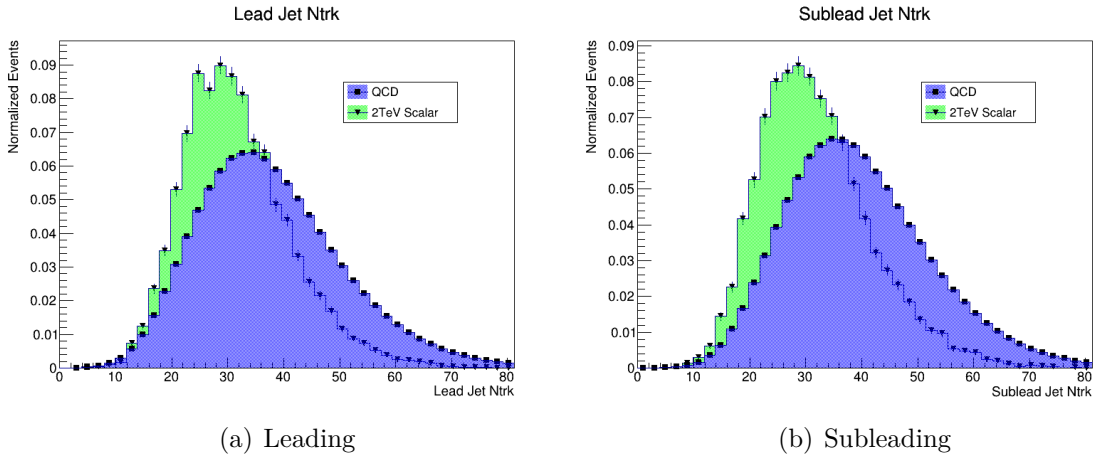 Lead Jet Ntrk
Normalized Events
0.09
0.08
0.07
0.06
0.05
0.04
0.03
0.02
0.01
0
QCD
2TeV Scalar
0 10 20 30 40 50 60 70 80
Lead Jet Ntrk
(a) Leading
Sublead Jet Ntrk
Normalized Events
0.09
0.08
0.07
0.06
0.05
0.04
0.03
0.02
0.01
0
QCD
2TeV Scalar
0 10 20 30 40 50 60 70 80
Sublead Jet Ntrk
(b) Subleading